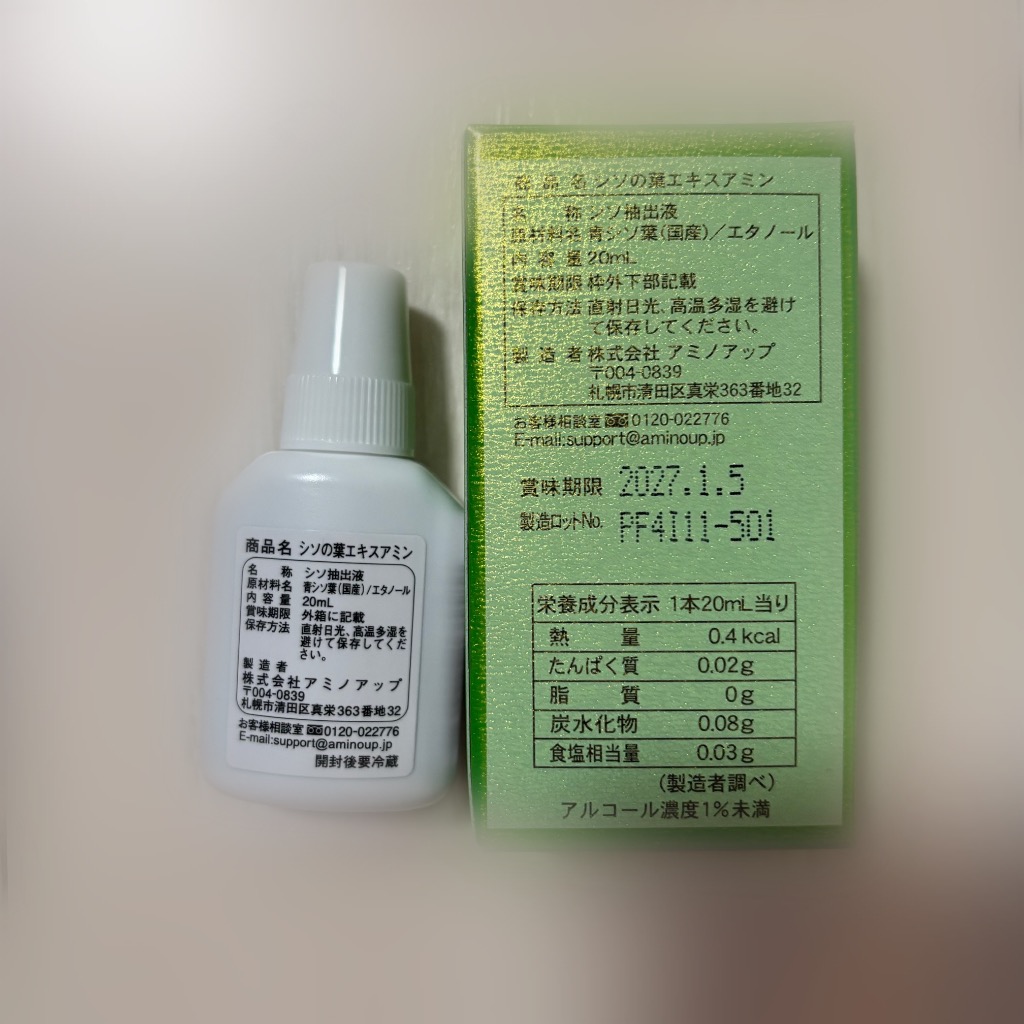 商品名 シソの葉エキスアミン
名称 シソ抽出液
原材料名 青シソ葉(国産)/エタノール
内容量 20mL
賞味期限 外箱に記載
保存方法 直射日光、高温多湿を
避けて保存してくだ
さい。
製造者
株式会社アミノアップ
〒004-0839
札幌市清田区真栄363番地32
お客様相談室 0120-022776
E-mail:support@aminoup.jp
開封後要冷蔵
商品名 シソの葉エキスアミン
名称 シソ抽出液
原材料名 青シソ葉(国産)/エタノール
内容量 20mL
賞味期限 枠外下部記載
保存方法 直射日光、高温多湿を避け
て保存してください。
製造者 株式会社 アミノアップ
〒004-0839
札幌市清田区真栄363番地32
お客様相談室 0120-022776
E-mail:support@aminoup.jp
賞味期限 2027.1.5
製造ロットNo. PF4I11-501
栄養成分表示 1本20mL当り
熱量 0.4kcal
たんぱく質 0.02g
脂質 0g
炭水化物 0.08g
食塩相当量 0.03g
(製造者調べ)
アルコール濃度1%未満